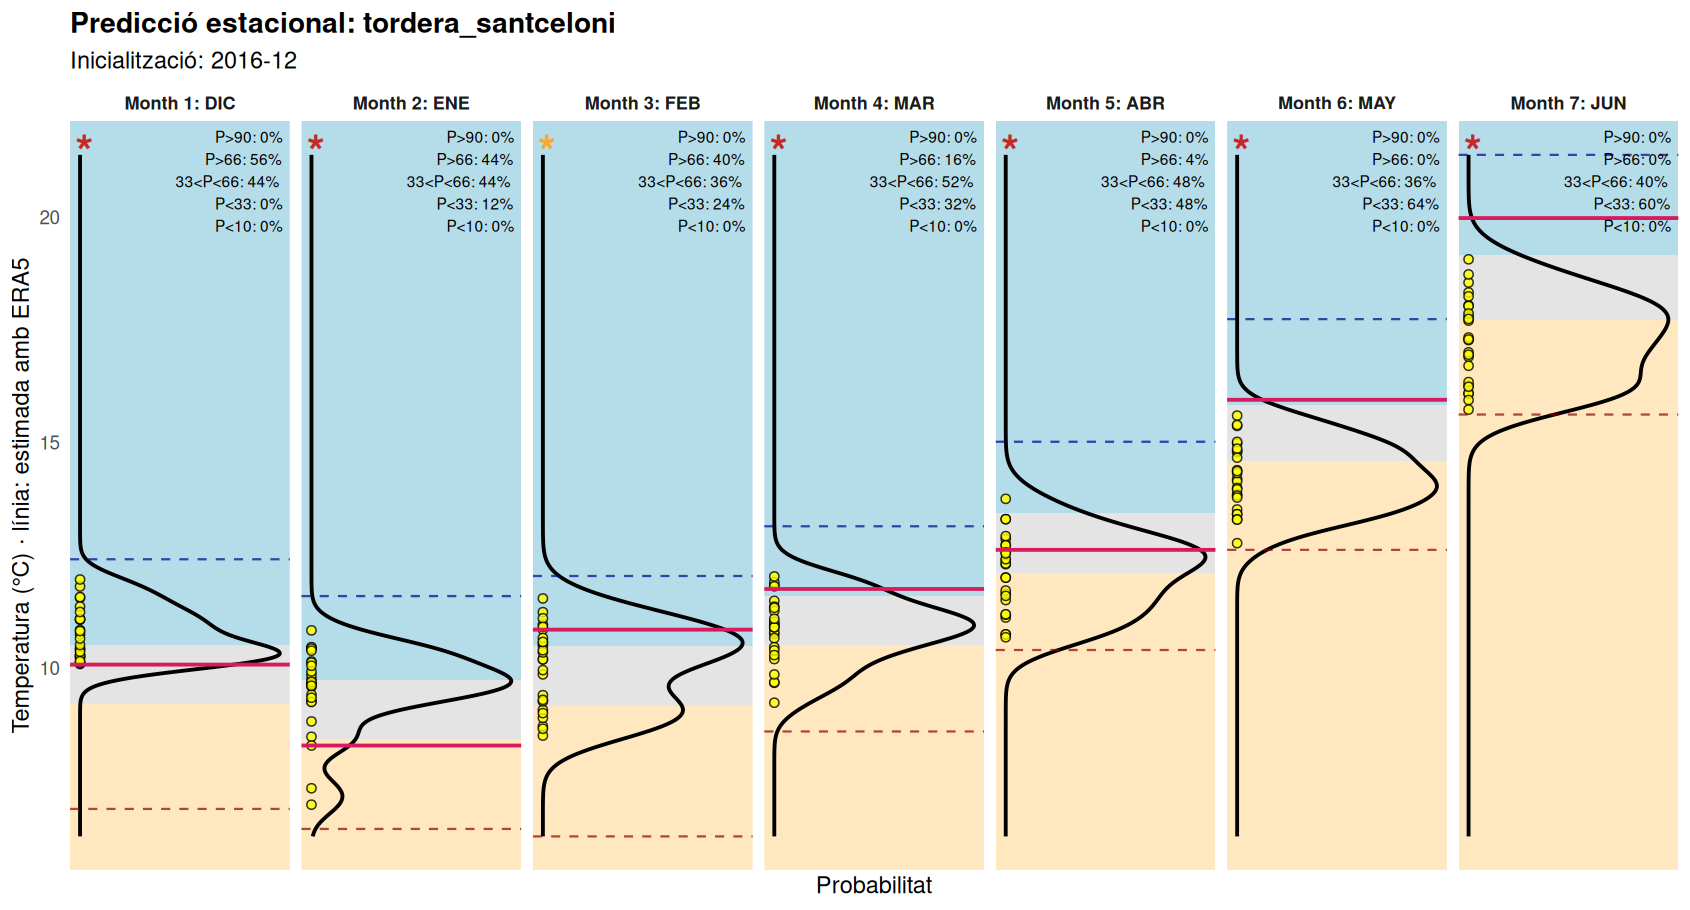 Predicció estacional: tordera_santceloni
Inicialització: 2016-12
Month 1: DIC
P>90: 0%
P>66: 56%
33<P<66: 44%
P<33: 0%
P<10: 0%
Month 2: ENE
P>90: 0%
P>66: 44%
33<P<66: 44%
P<33: 12%
P<10: 0%
Month 3: FEB
P>90: 0%
P>66: 40%
33<P<66: 36%
P<33: 24%
P<10: 0%
Month 4: MAR
P>90: 0%
P>66: 16%
33<P<66: 52%
P<33: 32%
P<10: 0%
Month 5: ABR
P>90: 0%
P>66: 4%
33<P<66: 48%
P<33: 48%
P<10: 0%
Month 6: MAY
P>90: 0%
P>66: 0%
33<P<66: 36%
P<33: 64%
P<10: 0%
Month 7: JUN
P>90: 0%
P>66: 0%
33<P<66: 40%
P<33: 60%
P<10: 0%
Temperatura (°C) · línia: estimada amb ERA5
20
15
10
Probabilitat